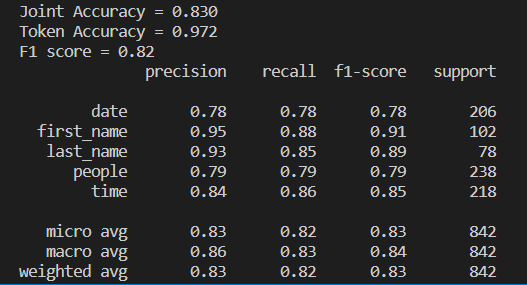 Joint Accuracy = 0.830
Token Accuracy = 0.972
F1 score = 0.82
precision recall f1-score support
date 0.78 0.78 0.78 206
first_name 0.95 0.88 0.91 102
last_name 0.93 0.85 0.89 78
people 0.79 0.79 0.79 238
time 0.84 0.86 0.85 218
micro avg 0.83 0.82 0.83 842
macro avg 0.86 0.83 0.84 842
weighted avg 0.83 0.82 0.83 842